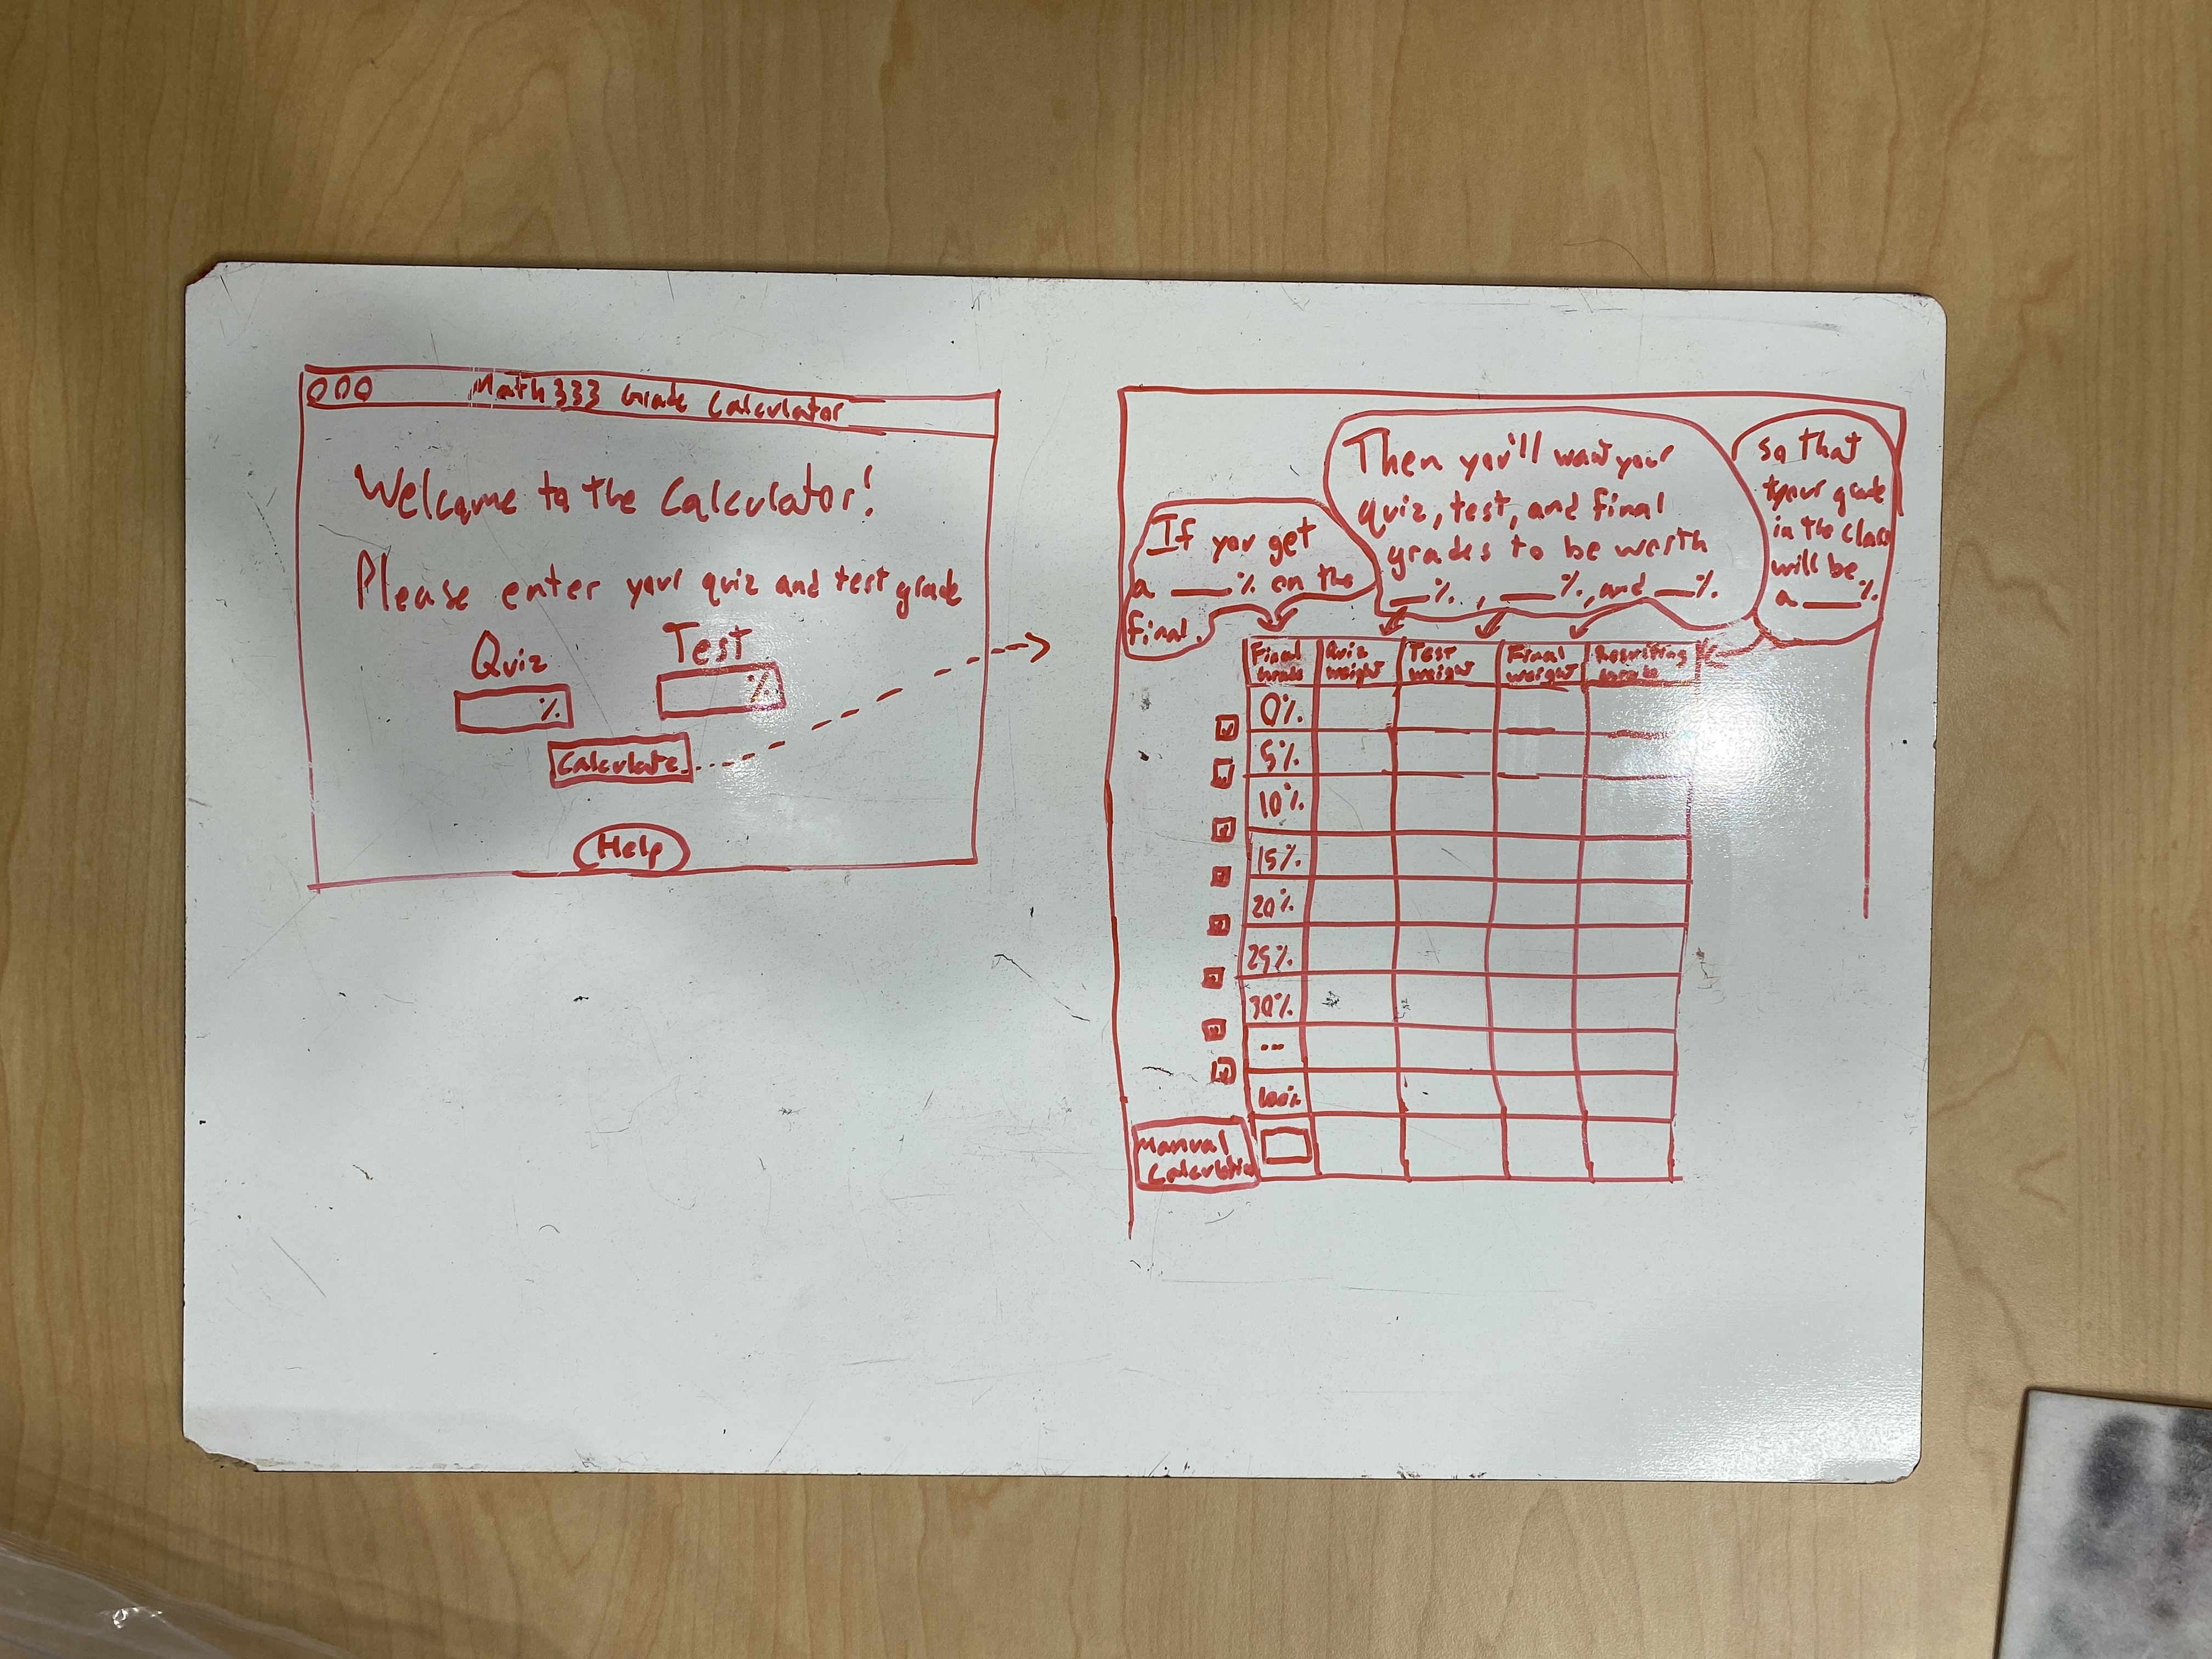 Math 333 Grade Calculator
Welcome to the Calculator!
Please enter your quiz and test grade
Quiz
Test
%
%
Calculate
Help
If you get
a ___% on the
final.
Then you'll want your
quiz, test, and final
grades to be worth
__%, ___%, and __%.
so that
your grade
in the class
will be
a ___%.
Final Grade
Quiz weight
Test weight
Final weight
Resulting Grade
0%
5%
10%
15%
20%
25%
30%
...
100%
Manual
Calculation